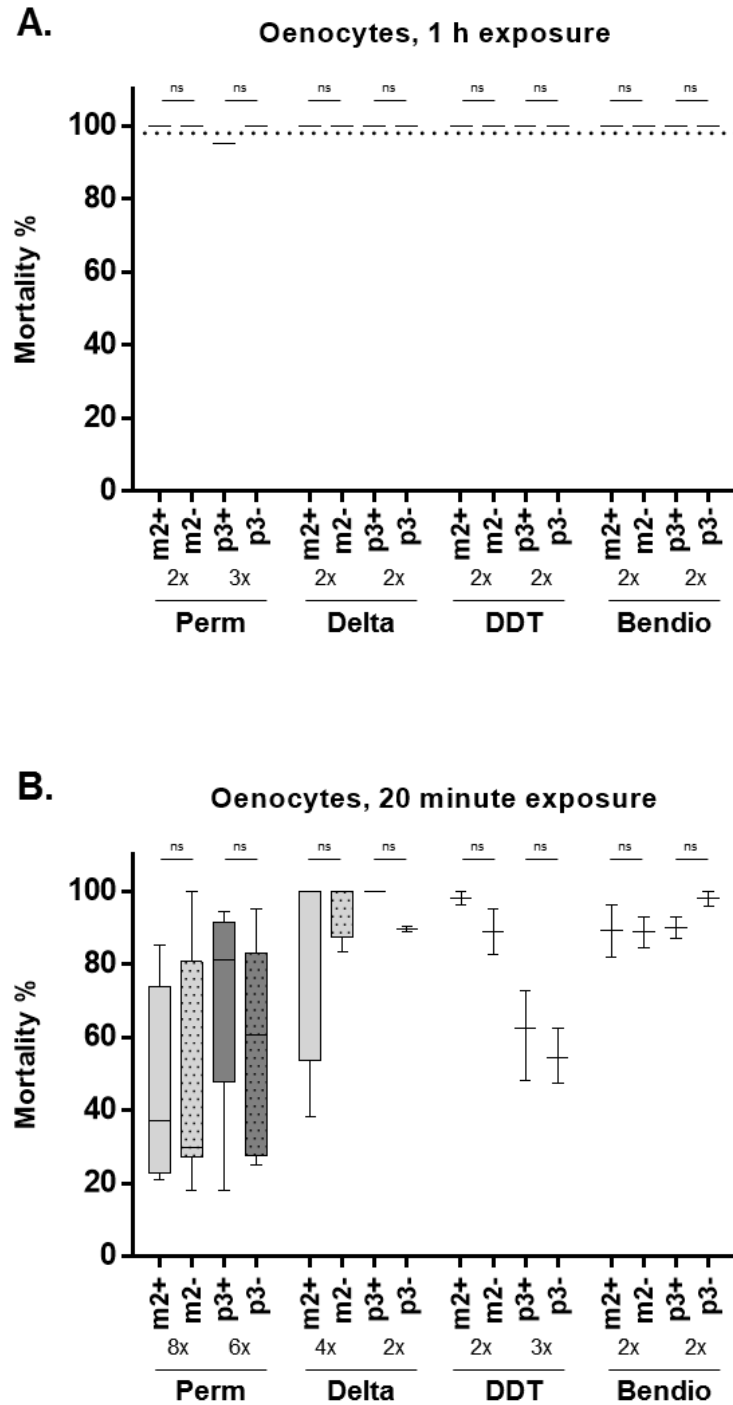 A.
Oenocytes, 1 h exposure
ns ns ns ns ns ns ns ns
100
80
60
40
20
0
Mortality %
m2+ m2- p3+ p3- m2+ m2- p3+ p3- m2+ m2- p3+ p3- m2+ m2- p3+ p3-
2x 3x 2x 2x 2x 2x 2x 2x
Perm Delta DDT Bendio
B.
Oenocytes, 20 minute exposure
ns ns ns ns ns ns ns ns
100
80
60
40
20
0
Mortality %
m2+ m2- p3+ p3- m2+ m2- p3+ p3- m2+ m2- p3+ p3- m2+ m2- p3+ p3-
8x 6x 4x 2x 2x 3x 2x 2x
Perm Delta DDT Bendio